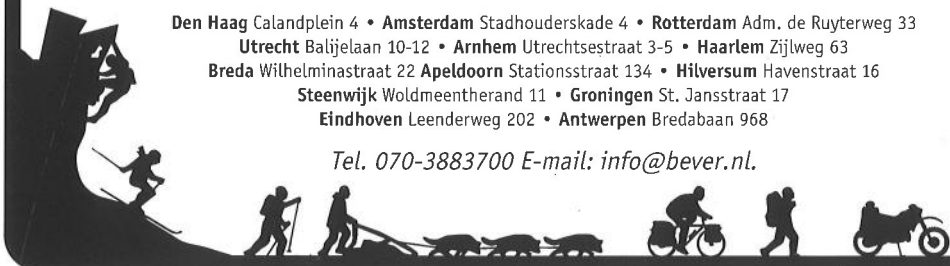 Den Haag Calandplein 4 • Amsterdam Stadhouderskade 4 • Rotterdam Adm. de Ruyterweg 33
Utrecht Balijelaan 10-12 • Arnhem Utrechtsestraat 3-5 • Haarlem Zijlweg 63
Breda Wilhelminastraat 22 Apeldoorn Stationsstraat 134 • Hilversum Havenstraat 16
Steenwijk Woldmeentherand 11 • Groningen St. Jansstraat 17
Eindhoven Leenderweg 202 • Antwerpen Bredabaan 968
Tel. 070-3883700 E-mail: info@bever.nl.